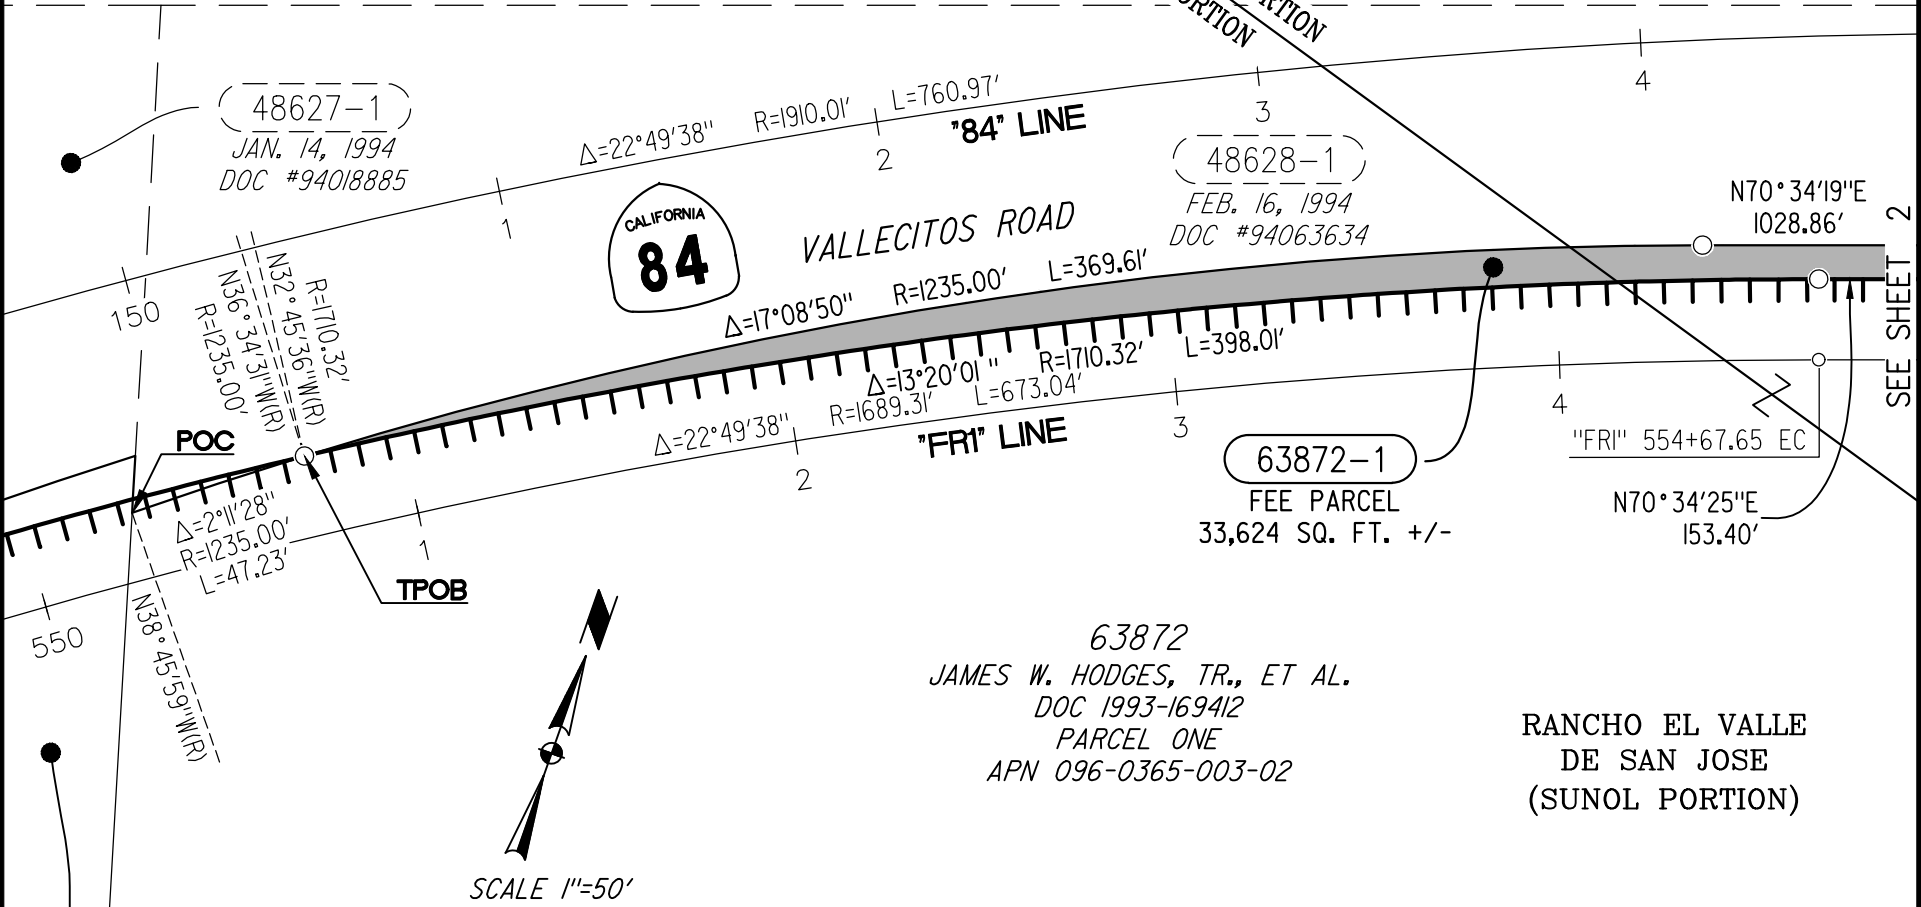 PORTION
PORTION
48627-1
JAN. 14, 1994
DOC #94018885
Δ=22°49'38" R=1910.01' L=760.97'
"84" LINE
150
1
2
3
4
CALIFORNIA
84
VALLECITOS ROAD
48628-1
FEB. 16, 1994
DOC #94063634
N70°34'19"E
1028.86'
SEE SHEET 2
R=1710.32'
N32°45'36"W(R)
N36°34'31"W(R)
R=1235.00'
Δ=17°08'50" R=1235.00' L=369.61'
Δ=13°20'01" R=1710.32' L=398.01'
Δ=22°49'38" R=1689.31' L=673.04'
"FR1" LINE
550
1
2
3
4
POC
Δ=2°11'28"
R=1235.00'
L=47.23'
TPOB
N38°45'59"W(R)
63872-1
FEE PARCEL
33,624 SQ. FT. +/-
"FR1" 554+67.65 EC
N70°34'25"E
153.40'
63872
JAMES W. HODGES, TR., ET AL.
DOC 1993-169412
PARCEL ONE
APN 096-0365-003-02
RANCHO EL VALLE
DE SAN JOSE
(SUNOL PORTION)
SCALE 1"=50'